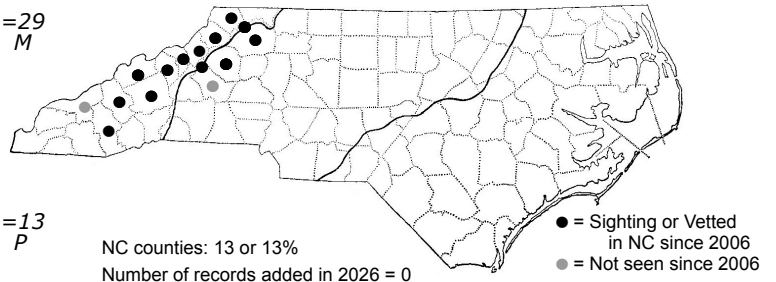 =29
M
=13
P
NC counties: 13 or 13%
Number of records added in 2026 = 0
= Sighting or Vetted
in NC since 2006
= Not seen since 2006